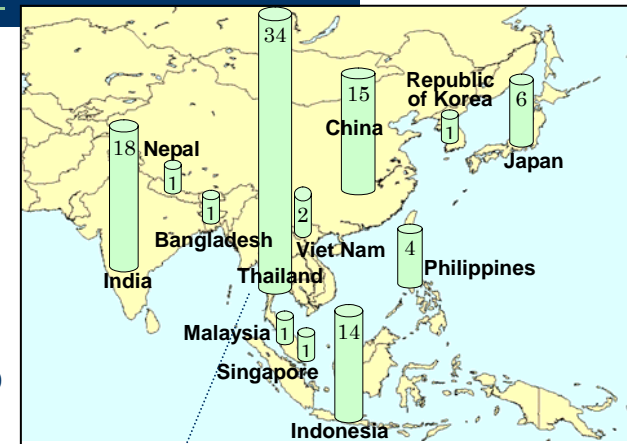 34
15
China
Republic
of Korea
1
6
Japan
18
India
Nepal
1
1
Bangladesh
2
Viet Nam
Thailand
4
Philippines
Malaysia
1
1
Singapore
14
Indonesia